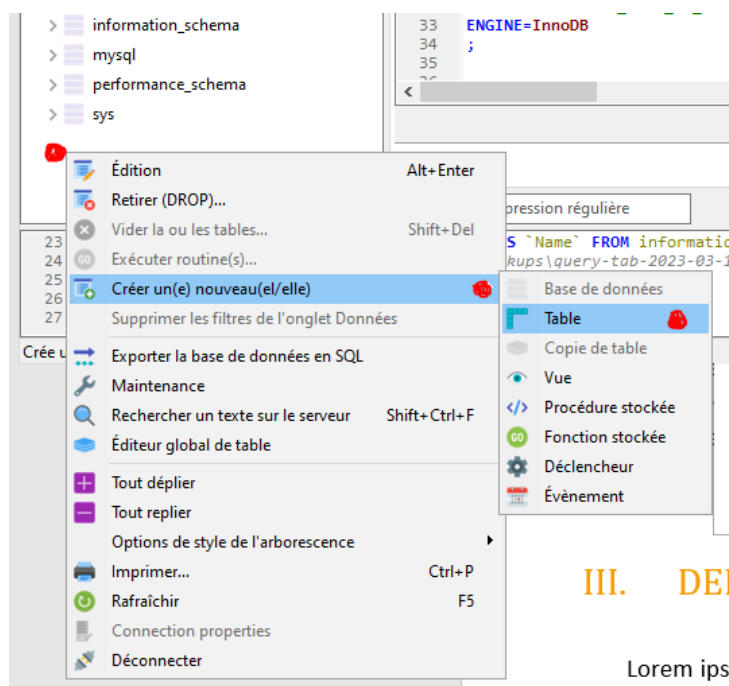 information_schema
mysql
performance_schema
sys
33 ENGINE=InnoDB
34 ;
35
Édition Alt+Enter
Retirer (DROP)...
Vider la ou les tables... Shift+Del
Exécuter routine(s)...
Créer un(e) nouveau(el/elle)
Supprimer les filtres de l'onglet Données
Exporter la base de données en SQL
Maintenance
Rechercher un texte sur le serveur Shift+Ctrl+F
Éditeur global de table
Tout déplier
Tout replier
Options de style de l'arborescence
Imprimer... Ctrl+P
Rafraîchir F5
Connection properties
Déconnecter
pression régulière
23 S `Name` FROM informatio
24 kups\query-tab-2023-03-1
25
26
27
Crée u
Base de données
Table
Copie de table
Vue
Procédure stockée
Fonction stockée
Déclencheur
Évènement
III. DE
Lorem ips